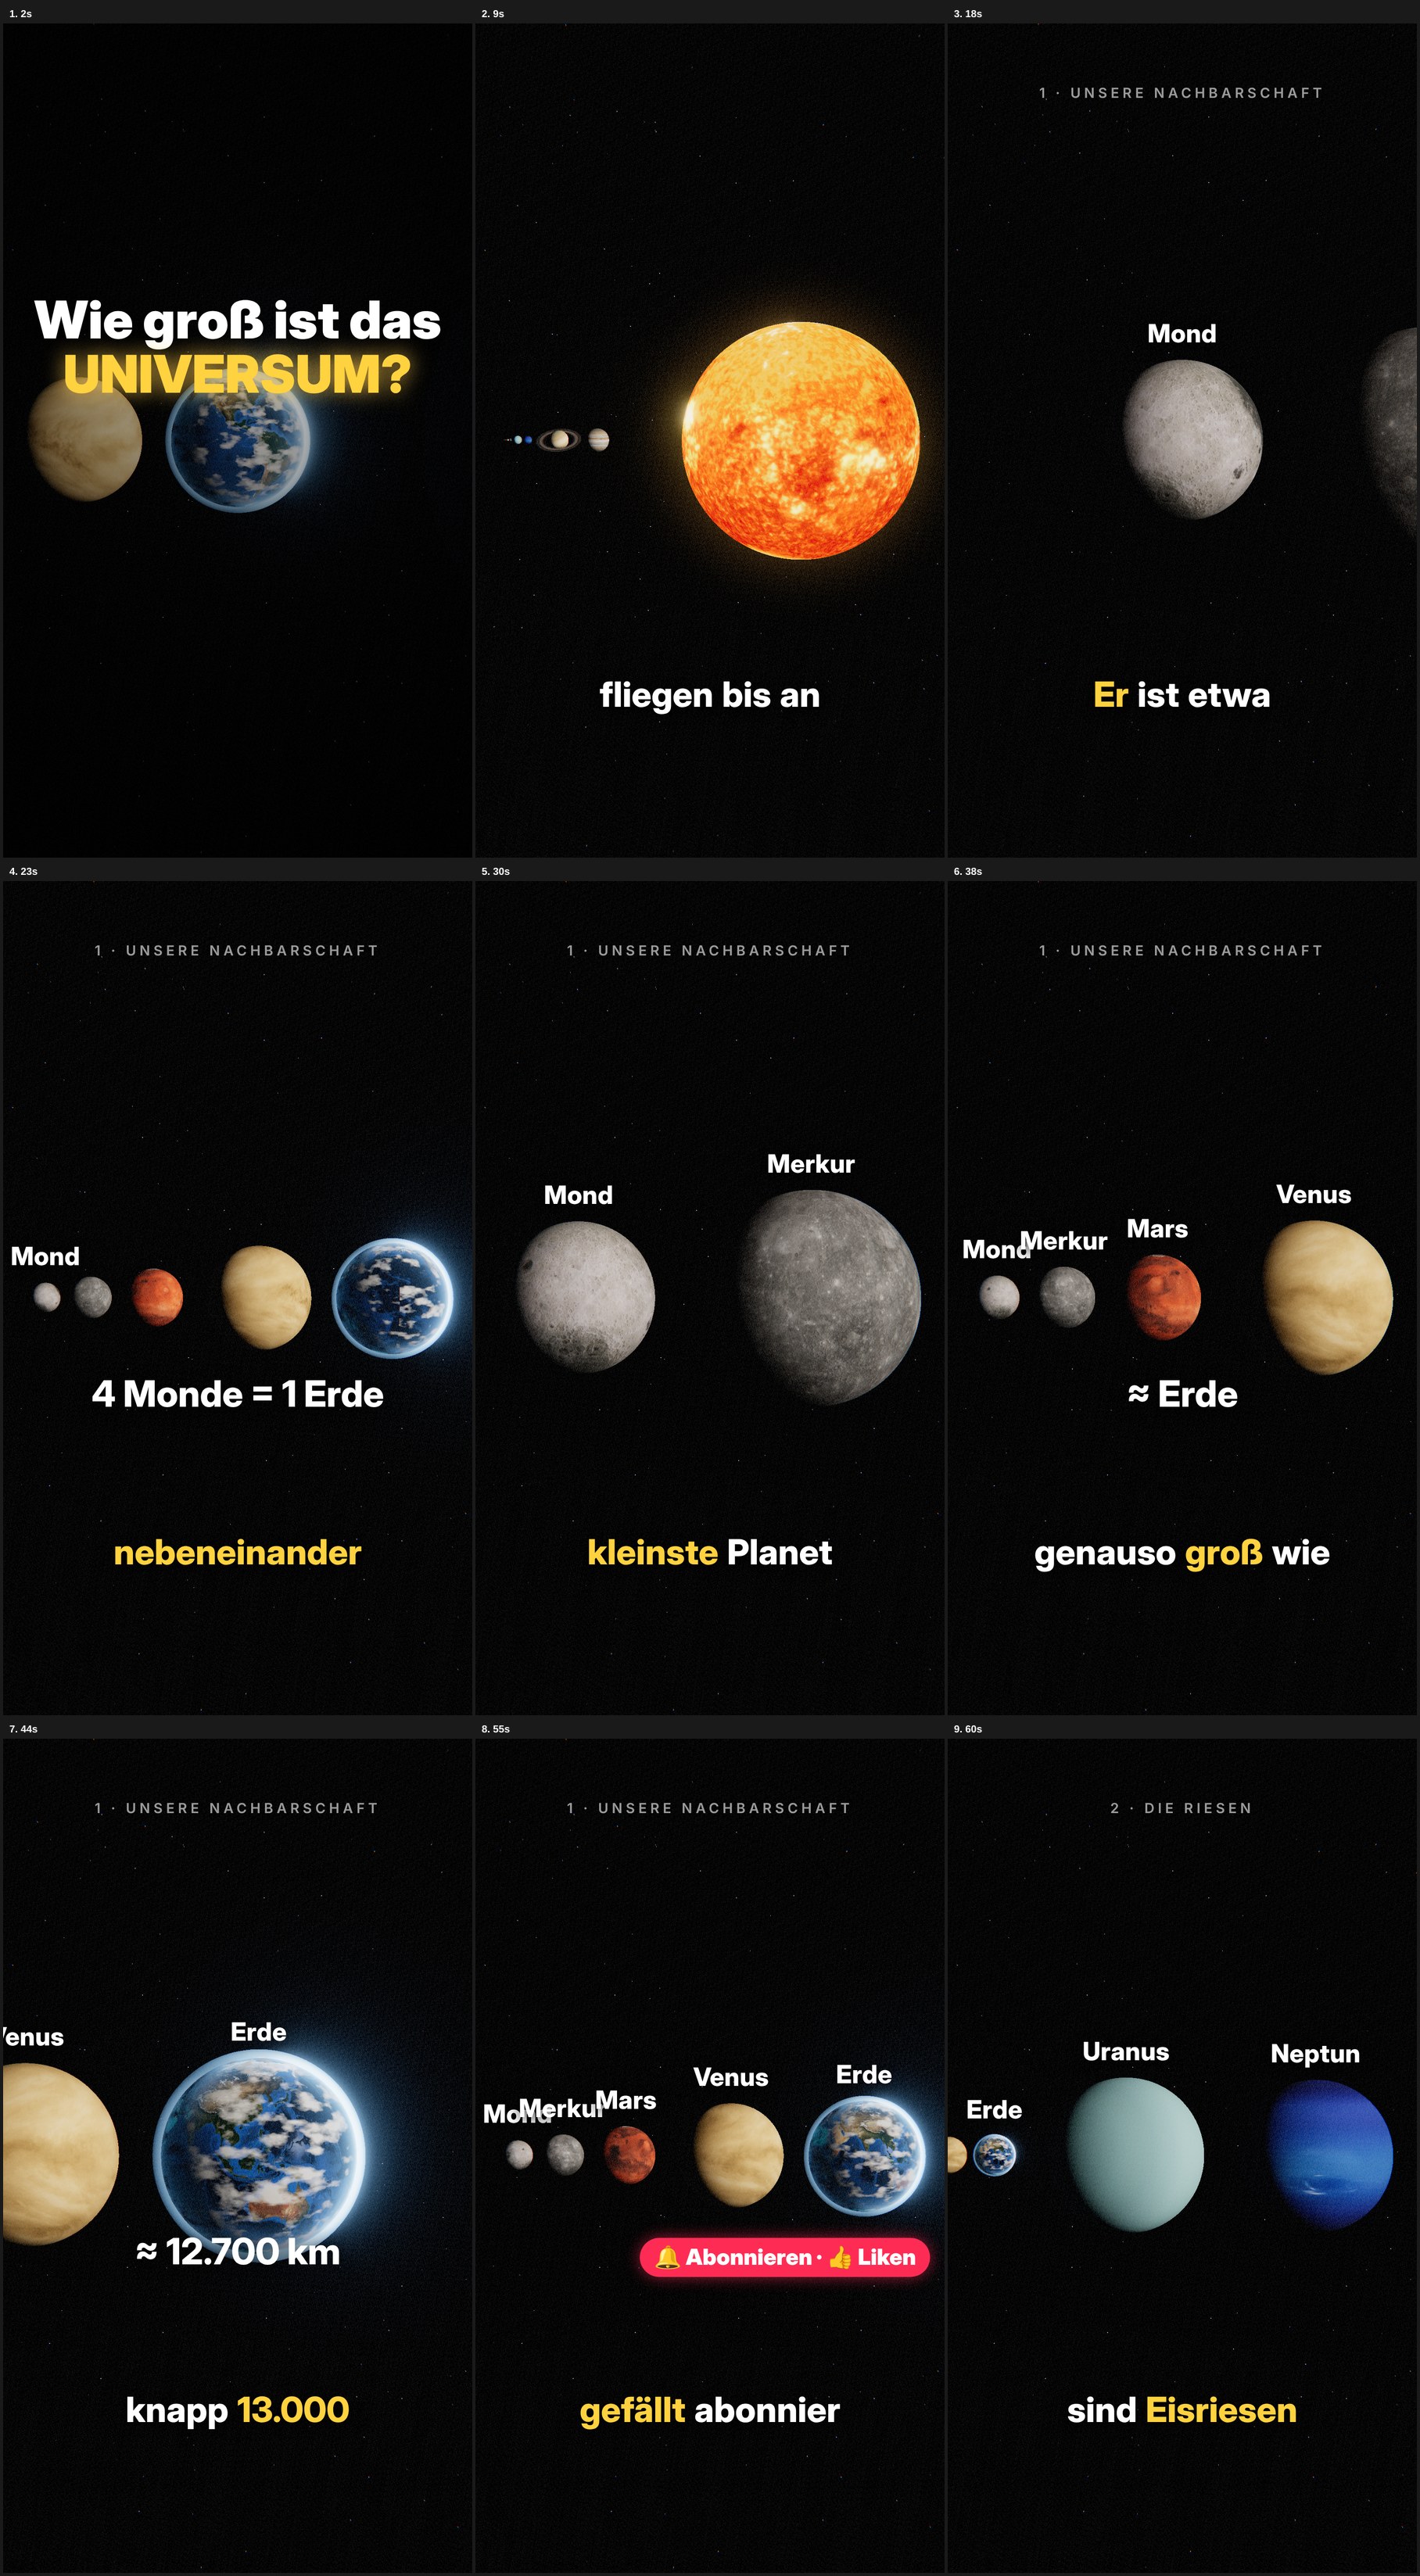 1. 2s
Wie groß ist das
UNIVERSUM?
2. 9s
fliegen bis an
3. 18s
1 · UNSERE NACHBARSCHAFT
Mond
Er ist etwa
4. 23s
1 · UNSERE NACHBARSCHAFT
Mond
4 Monde = 1 Erde
nebeneinander
5. 30s
1 · UNSERE NACHBARSCHAFT
Merkur
Mond
kleinste Planet
6. 38s
1 · UNSERE NACHBARSCHAFT
Venus
Mars
Merkur
Mond
≈ Erde
genauso groß wie
7. 44s
1 · UNSERE NACHBARSCHAFT
Erde
enus
≈ 12.700 km
knapp 13.000
8. 55s
1 · UNSERE NACHBARSCHAFT
Erde
Venus
Mars
Merkur
Mond
🔔 Abonnieren · 👍 Liken
gefällt abonnier
9. 60s
2 · DIE RIESEN
Uranus
Neptun
Erde
sind Eisriesen